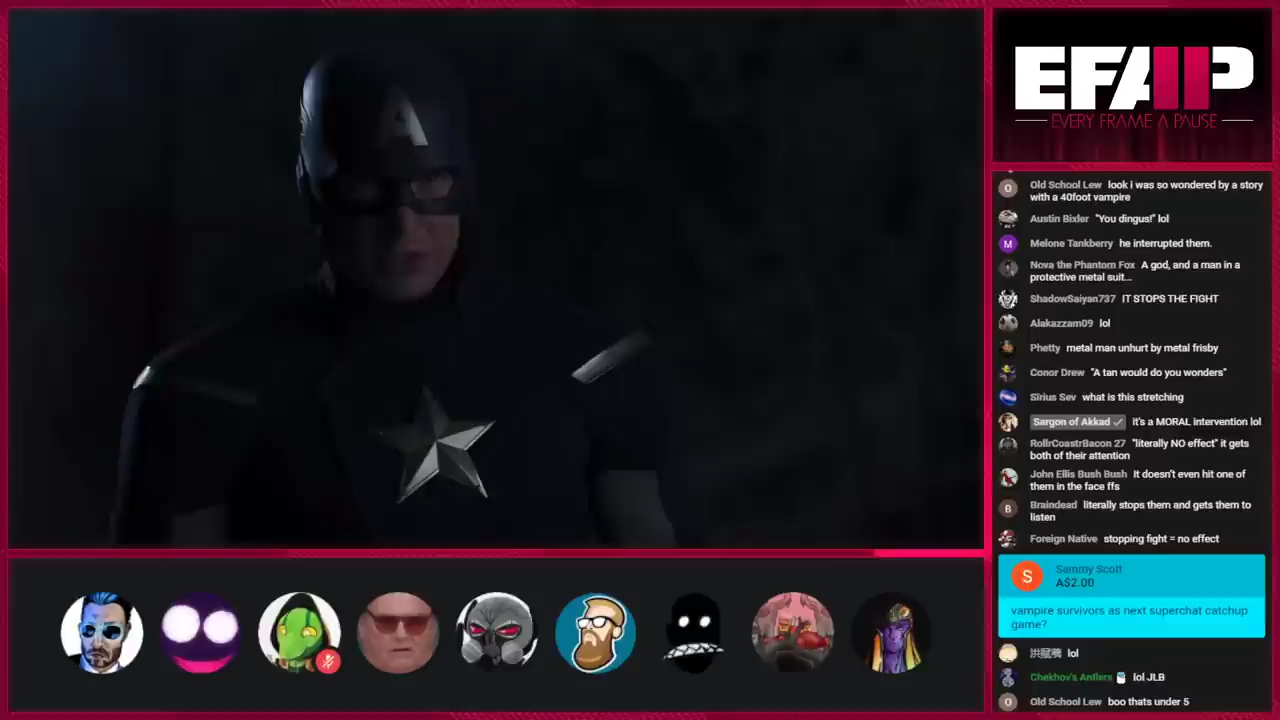 A
EFAP
EVERY FRAME A PAUSE
Old School Lew look i was so wondered by a story
with a 40foot vampire
Austin Bixler "You dingus!" lol
M
Melone Tankberry he interrupted them.
Nova the Phantom Fox A god, and a man in a
protective metal suit...
ShadowSaiyan737 IT STOPS THE FIGHT
Alakazzam09 lol
Phetty metal man unhurt by metal frisby
Conor Drew "A tan would do you wonders"
Sirius Sev what is this stretching
Sargon of Akkad it's a MORAL intervention lol
RollrCoastrBacon 27 "literally NO effect" it gets
both of their attention
John Ellis Bush Bush It doesn't even hit one of
them in the face ffs
B
Braindead literally stops them and gets them to
listen
Foreign Native stopping fight = no effect
S
Sammy Scott
A$2.00
vampire survivors as next superchat catchup
game?
lol
Chekhov's Antlers lol JLB
O
Old School Lew boo thats under 5